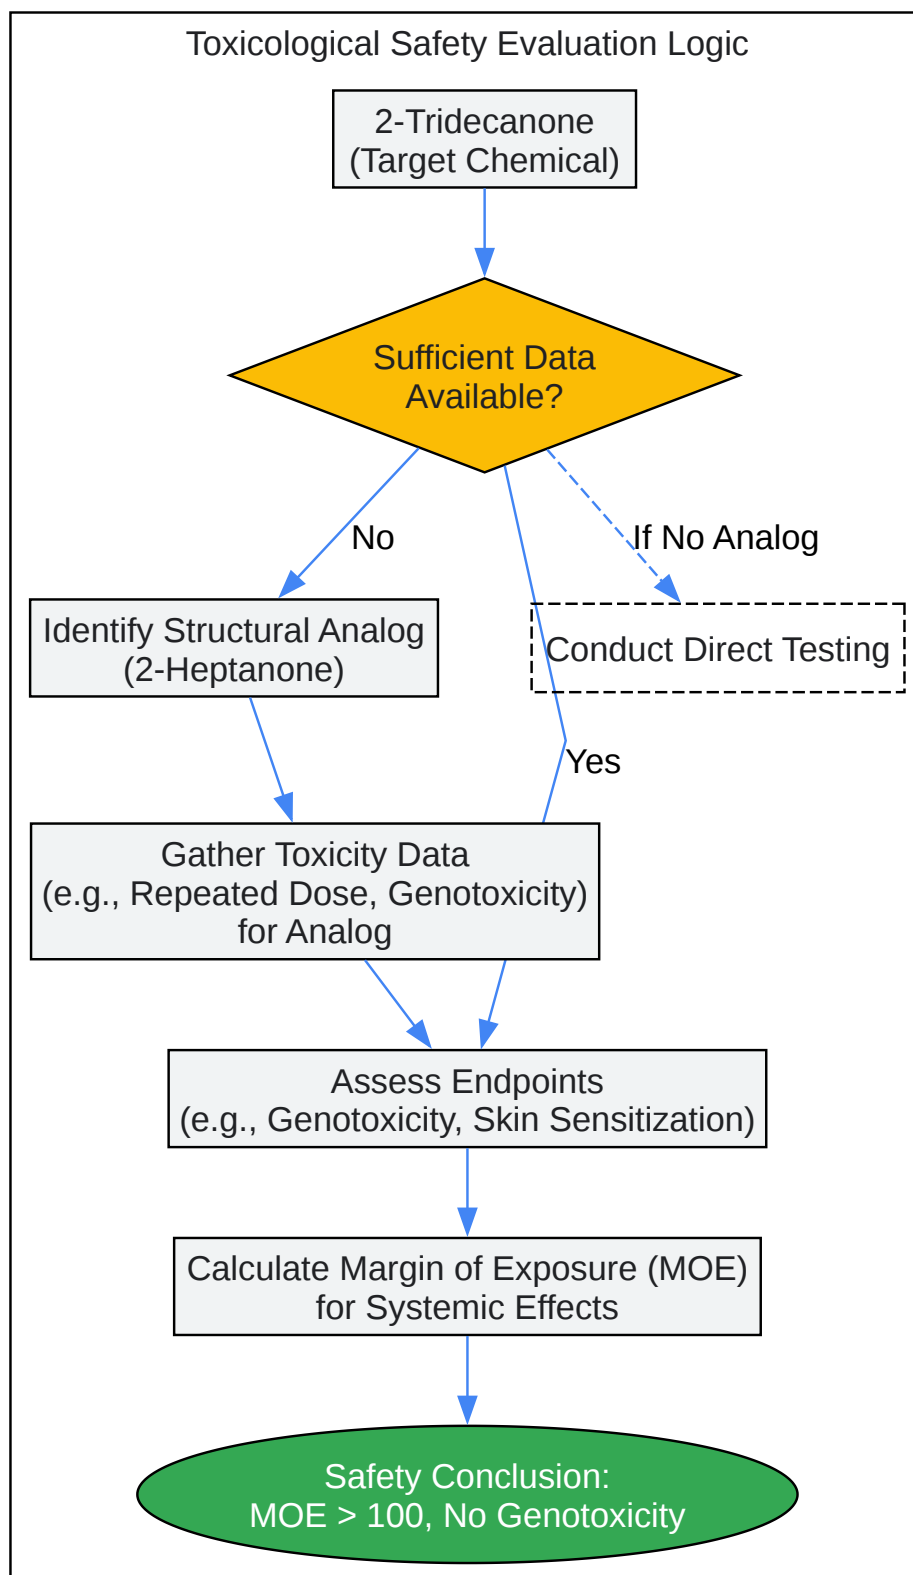 Toxicological Safety Evaluation Logic
2-Tridecanone
(Target Chemical)
Sufficient Data
Available?
No
If No Analog
Identify Structural Analog
(2-Heptanone)
Conduct Direct Testing
Yes
Gather Toxicity Data
(e.g., Repeated Dose, Genotoxicity)
for Analog
Assess Endpoints
(e.g., Genotoxicity, Skin Sensitization)
Calculate Margin of Exposure (MOE)
for Systemic Effects
Safety Conclusion:
MOE > 100, No Genotoxicity